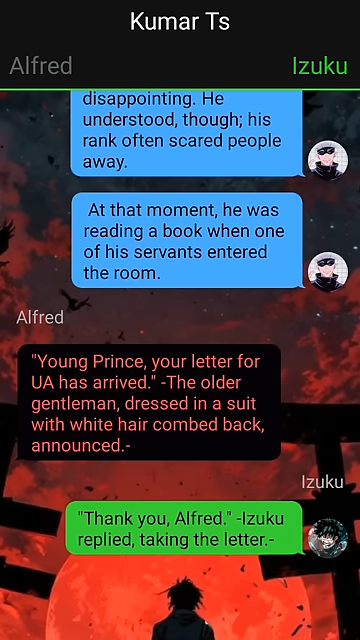 Kumar Ts
Alfred
Izuku
disappointing. He
understood, though; his
rank often scared people
away.
At that moment, he was
reading a book when one
of his servants entered
the room.
Alfred
"Young Prince, your letter for
UA has arrived." -The older
gentleman, dressed in a suit
with white hair combed back,
announced.-
Izuku
"Thank you, Alfred." -Izuku
replied, taking the letter.-